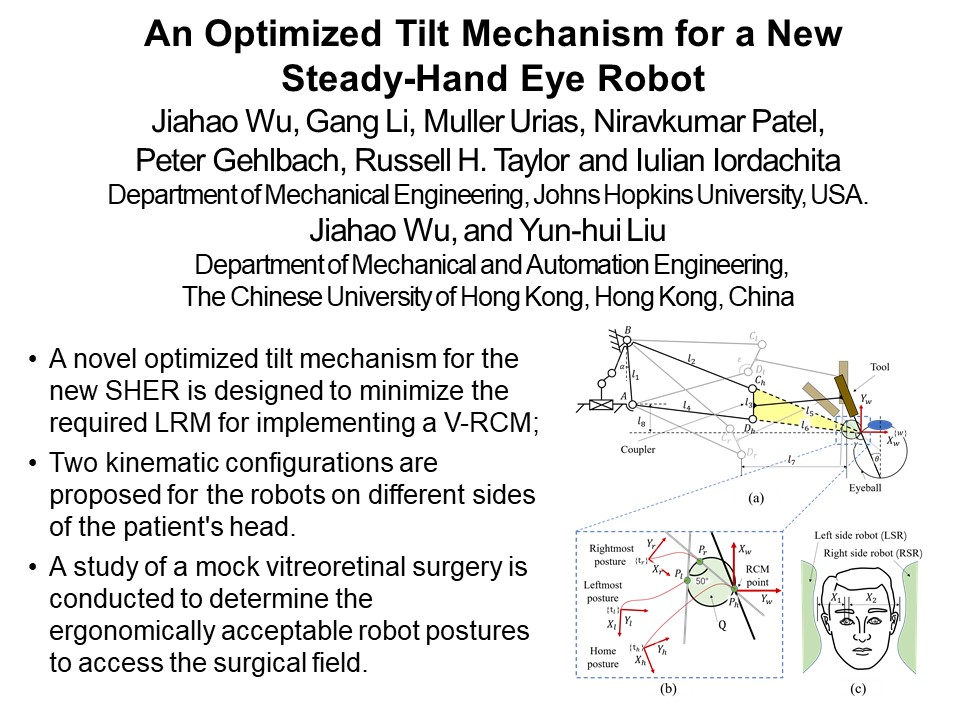 An Optimized Tilt Mechanism for a New
Steady-Hand Eye Robot
Jiahao Wu, Gang Li, Muller Urias, Niravkumar Patel,
Peter Gehlbach, Russell H. Taylor and Iulian Iordachita
Department of Mechanical Engineering, Johns Hopkins University, USA.
Jiahao Wu, and Yun-hui Liu
Department of Mechanical and Automation Engineering,
The Chinese University of Hong Kong, Hong Kong, China
• A novel optimized tilt mechanism for the
new SHER is designed to minimize the
required LRM for implementing a V-RCM;
• Two kinematic configurations are
proposed for the robots on different sides
of the patient's head.
• A study of a mock vitreoretinal surgery is
conducted to determine the
ergonomically acceptable robot postures
to access the surgical field.
B
C_l
α
l_1
l_2
ε
D_l
C_h
Tool
A
l_4
l_3
l_5
Y_w
l_8
D_h
l_6
X_w
{w}
C_r
Coupler
D_r
l_7
θ
Eyeball
(a)
Rightmost
posture
{t_r}
Y_r
X_r
P_r
X_w
P_l
50°
RCM
point
Leftmost
posture
P_h
Y_w
{t_l}
Y_l
X_l
Q
Home
posture
{t_h}
Y_h
X_h
(b)
Left side robot (LSR)
Right side robot (RSR)
X_1
X_2
(c)